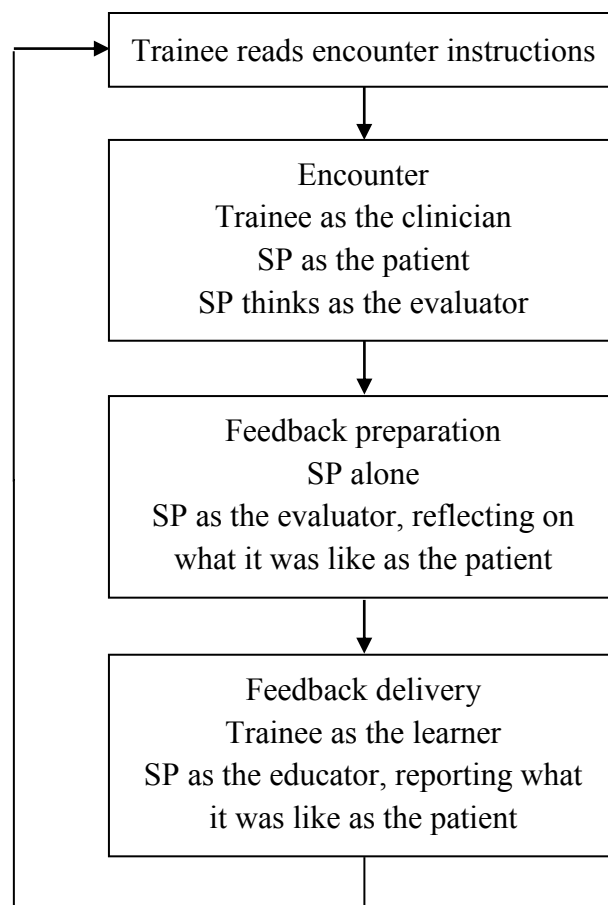 Trainee reads encounter instructions
Encounter
Trainee as the clinician
SP as the patient
SP thinks as the evaluator
Feedback preparation
SP alone
SP as the evaluator, reflecting on
what it was like as the patient
Feedback delivery
Trainee as the learner
SP as the educator, reporting what
it was like as the patient